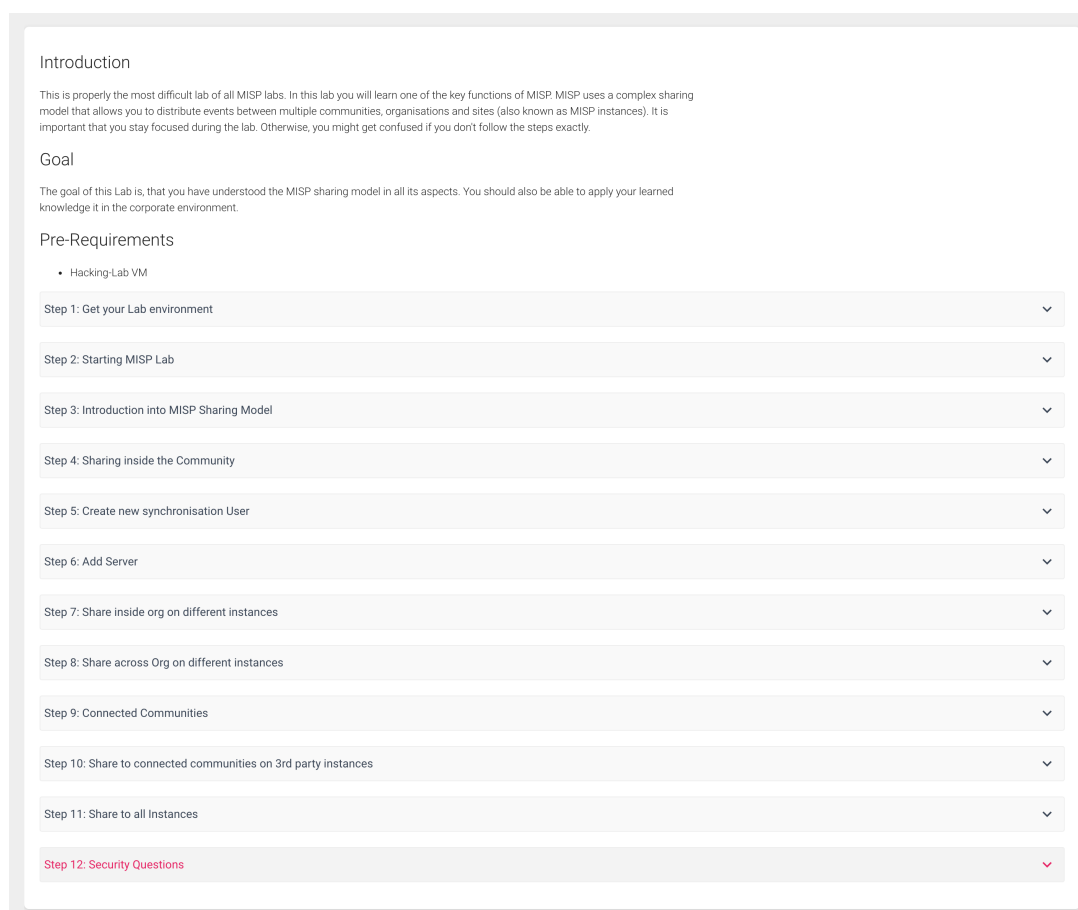 Introduction
This is properly the most difficult lab of all MISP labs. In this lab you will learn one of the key functions of MISP. MISP uses a complex sharing
model that allows you to distribute events between multiple communities, organisations and sites (also known as MISP instances). It is
important that you stay focused during the lab. Otherwise, you might get confused if you don't follow the steps exactly.
Goal
The goal of this Lab is, that you have understood the MISP sharing model in all its aspects. You should also be able to apply your learned
knowledge it in the corporate environment.
Pre-Requirements
• Hacking-Lab VM
Step 1: Get your Lab environment
Step 2: Starting MISP Lab
Step 3: Introduction into MISP Sharing Model
Step 4: Sharing inside the Community
Step 5: Create new synchronisation User
Step 6: Add Server
Step 7: Share inside org on different instances
Step 8: Share across Org on different instances
Step 9: Connected Communities
Step 10: Share to connected communities on 3rd party instances
Step 11: Share to all Instances
Step 12: Security Questions